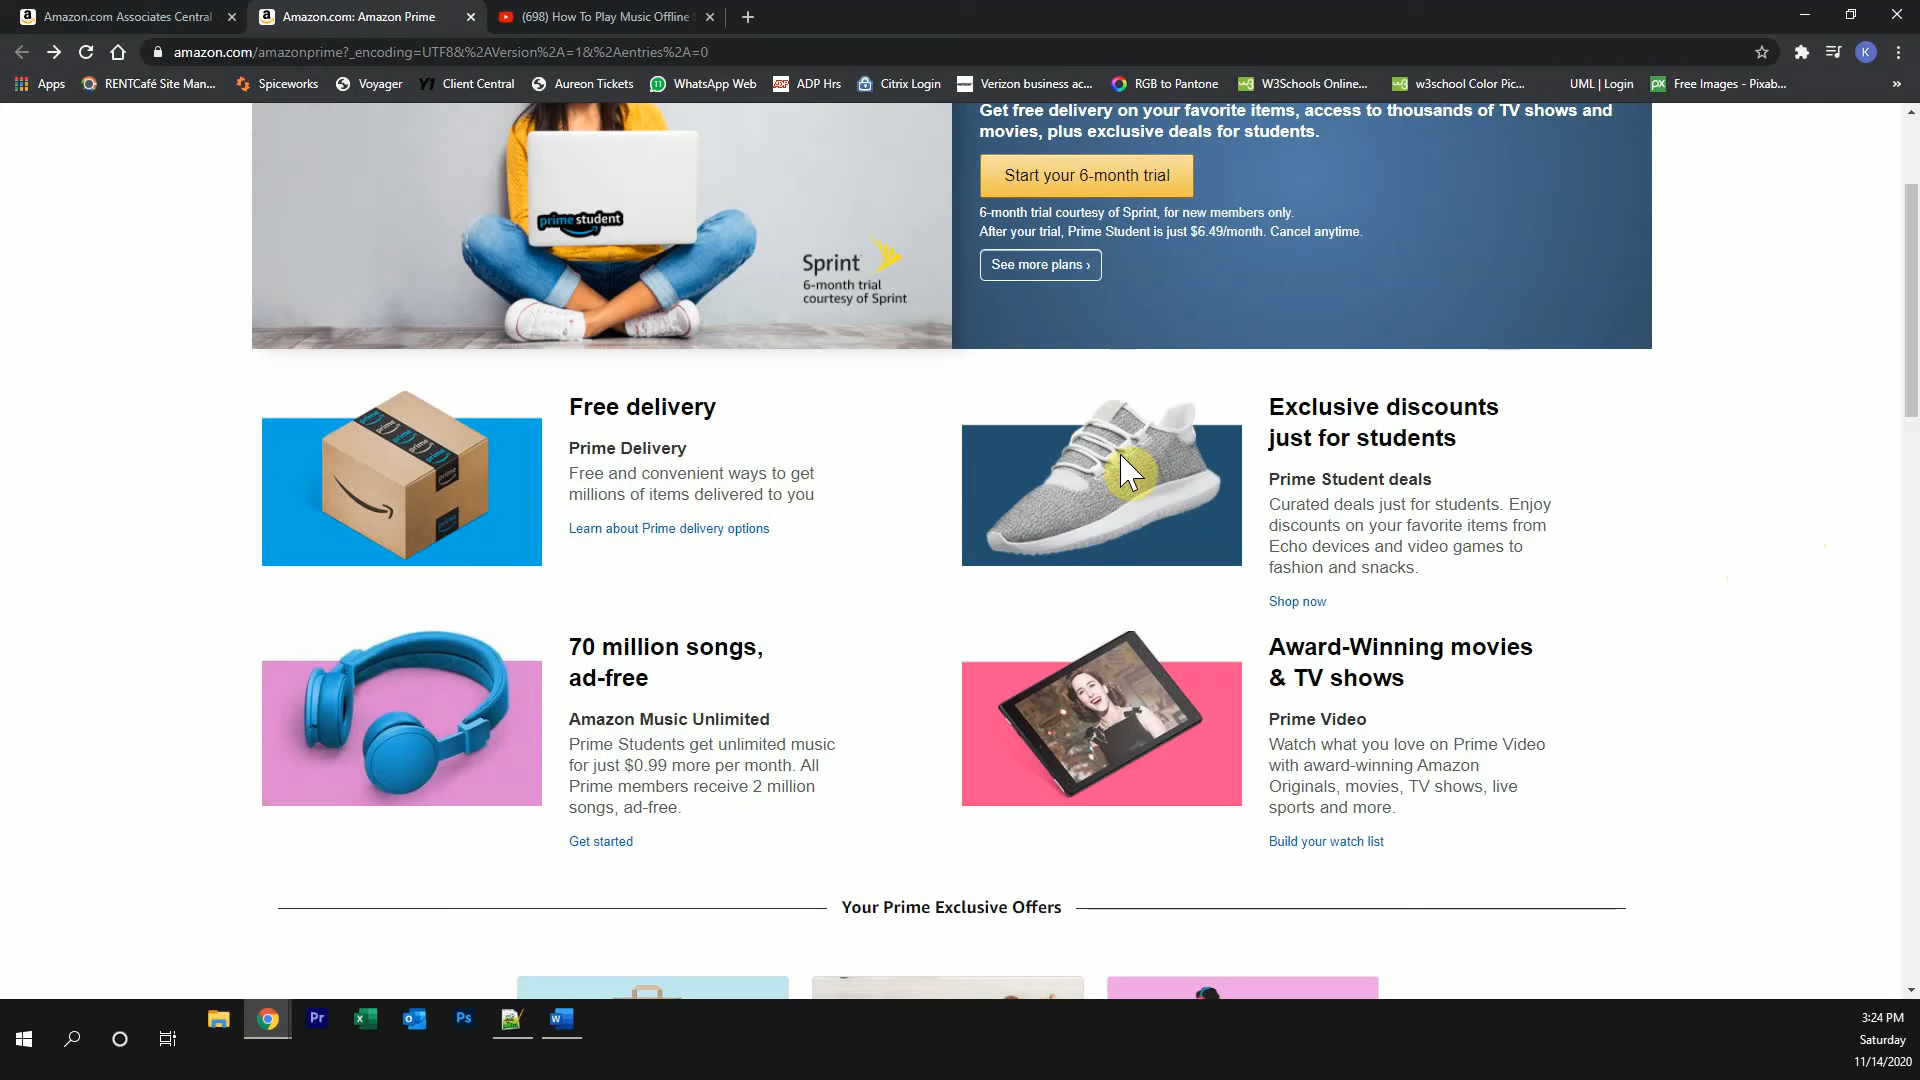 Amazon.com Associates Central
Amazon.com: Amazon Prime
(698) How To Play Music Offline
amazon.com/amazonprime?_encoding=UTF8&%2AVersion%2A=1&%2Aentries%2A=0
K
Apps
RENTCafé Site Man...
Spiceworks
Voyager
Client Central
Aureon Tickets
WhatsApp Web
ADP Hrs
Citrix Login
Verizon business ac...
RGB to Pantone
W3Schools Online...
w3school Color Pic...
UML | Login
Free Images - Pixab...
»
Get free delivery on your favorite items, access to thousands of TV shows and
movies, plus exclusive deals for students.
Start your 6-month trial
6-month trial courtesy of Sprint, for new members only.
After your trial, Prime Student is just $6.49/month. Cancel anytime.
See more plans ›
prime student
Sprint
6-month trial
courtesy of Sprint
Free delivery
Prime Delivery
Free and convenient ways to get
millions of items delivered to you
Learn about Prime delivery options
Exclusive discounts
just for students
Prime Student deals
Curated deals just for students. Enjoy
discounts on your favorite items from
Echo devices and video games to
fashion and snacks.
Shop now
70 million songs,
ad-free
Amazon Music Unlimited
Prime Students get unlimited music
for just $0.99 more per month. All
Prime members receive 2 million
songs, ad-free.
Get started
Award-Winning movies
& TV shows
Prime Video
Watch what you love on Prime Video
with award-winning Amazon
Originals, movies, TV shows, live
sports and more.
Build your watch list
Your Prime Exclusive Offers
Pr
Ps
3:24 PM
Saturday
11/14/2020